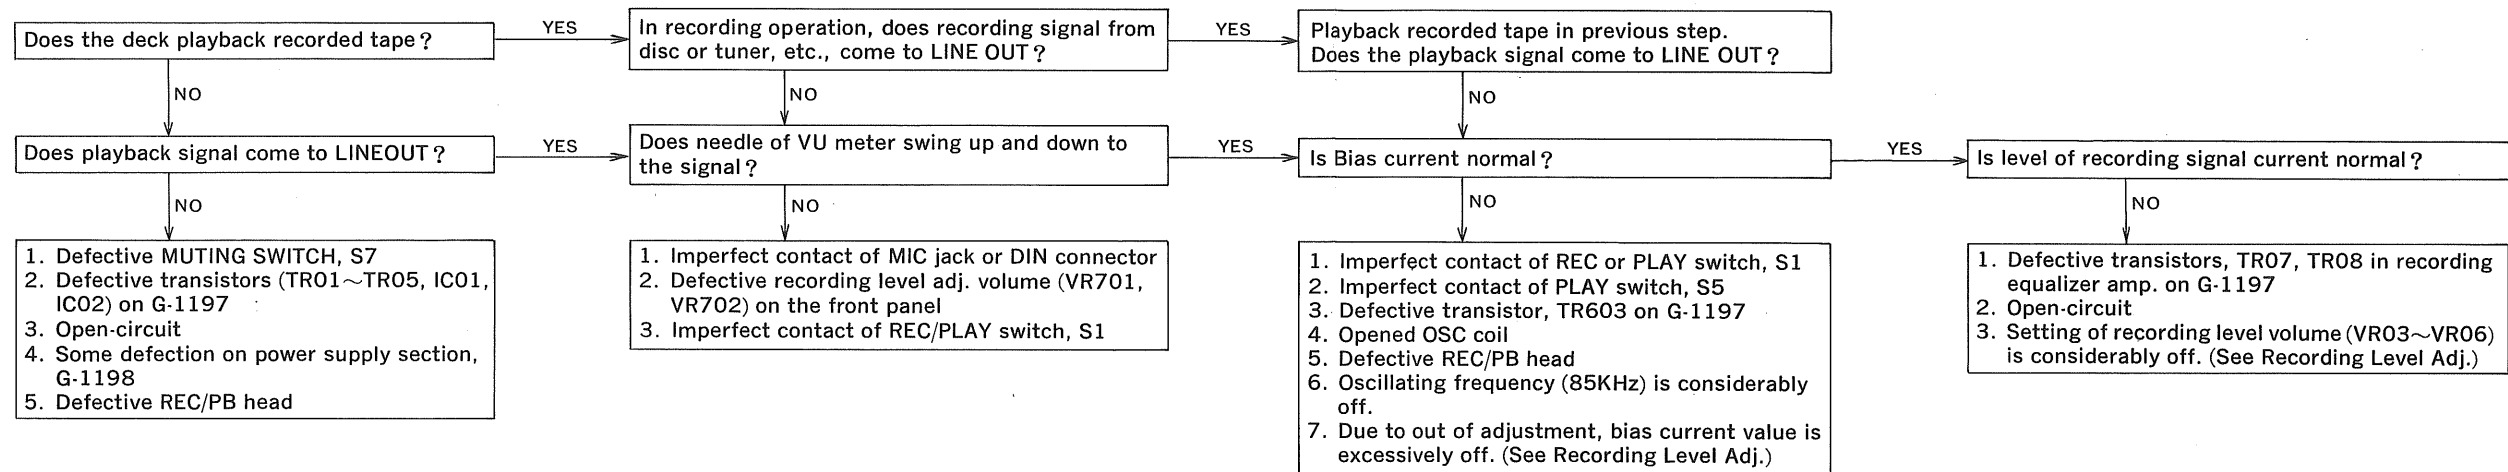 Does the deck playback recorded tape?
YES
In recording operation, does recording signal from
disc or tuner, etc., come to LINE OUT?
YES
Playback recorded tape in previous step.
Does the playback signal come to LINE OUT?
NO
NO
NO
Does playback signal come to LINEOUT?
YES
Does needle of VU meter swing up and down to
the signal?
YES
Is Bias current normal?
YES
Is level of recording signal current normal?
NO
NO
NO
NO
1. Defective MUTING SWITCH, S7
2. Defective transistors (TR01~TR05, IC01,
IC02) on G-1197
3. Open-circuit
4. Some defection on power supply section,
G-1198
5. Defective REC/PB head
1. Imperfect contact of MIC jack or DIN connector
2. Defective recording level adj. volume (VR701,
VR702) on the front panel
3. Imperfect contact of REC/PLAY switch, S1
1. Imperfect contact of REC or PLAY switch, S1
2. Imperfect contact of PLAY switch, S5
3. Defective transistor, TR603 on G-1197
4. Opened OSC coil
5. Defective REC/PB head
6. Oscillating frequency (85KHz) is considerably
off.
7. Due to out of adjustment, bias current value is
excessively off. (See Recording Level Adj.)
1. Defective transistors, TR07, TR08 in recording
equalizer amp. on G-1197
2. Open-circuit
3. Setting of recording level volume (VR03~VR06)
is considerably off. (See Recording Level Adj.)